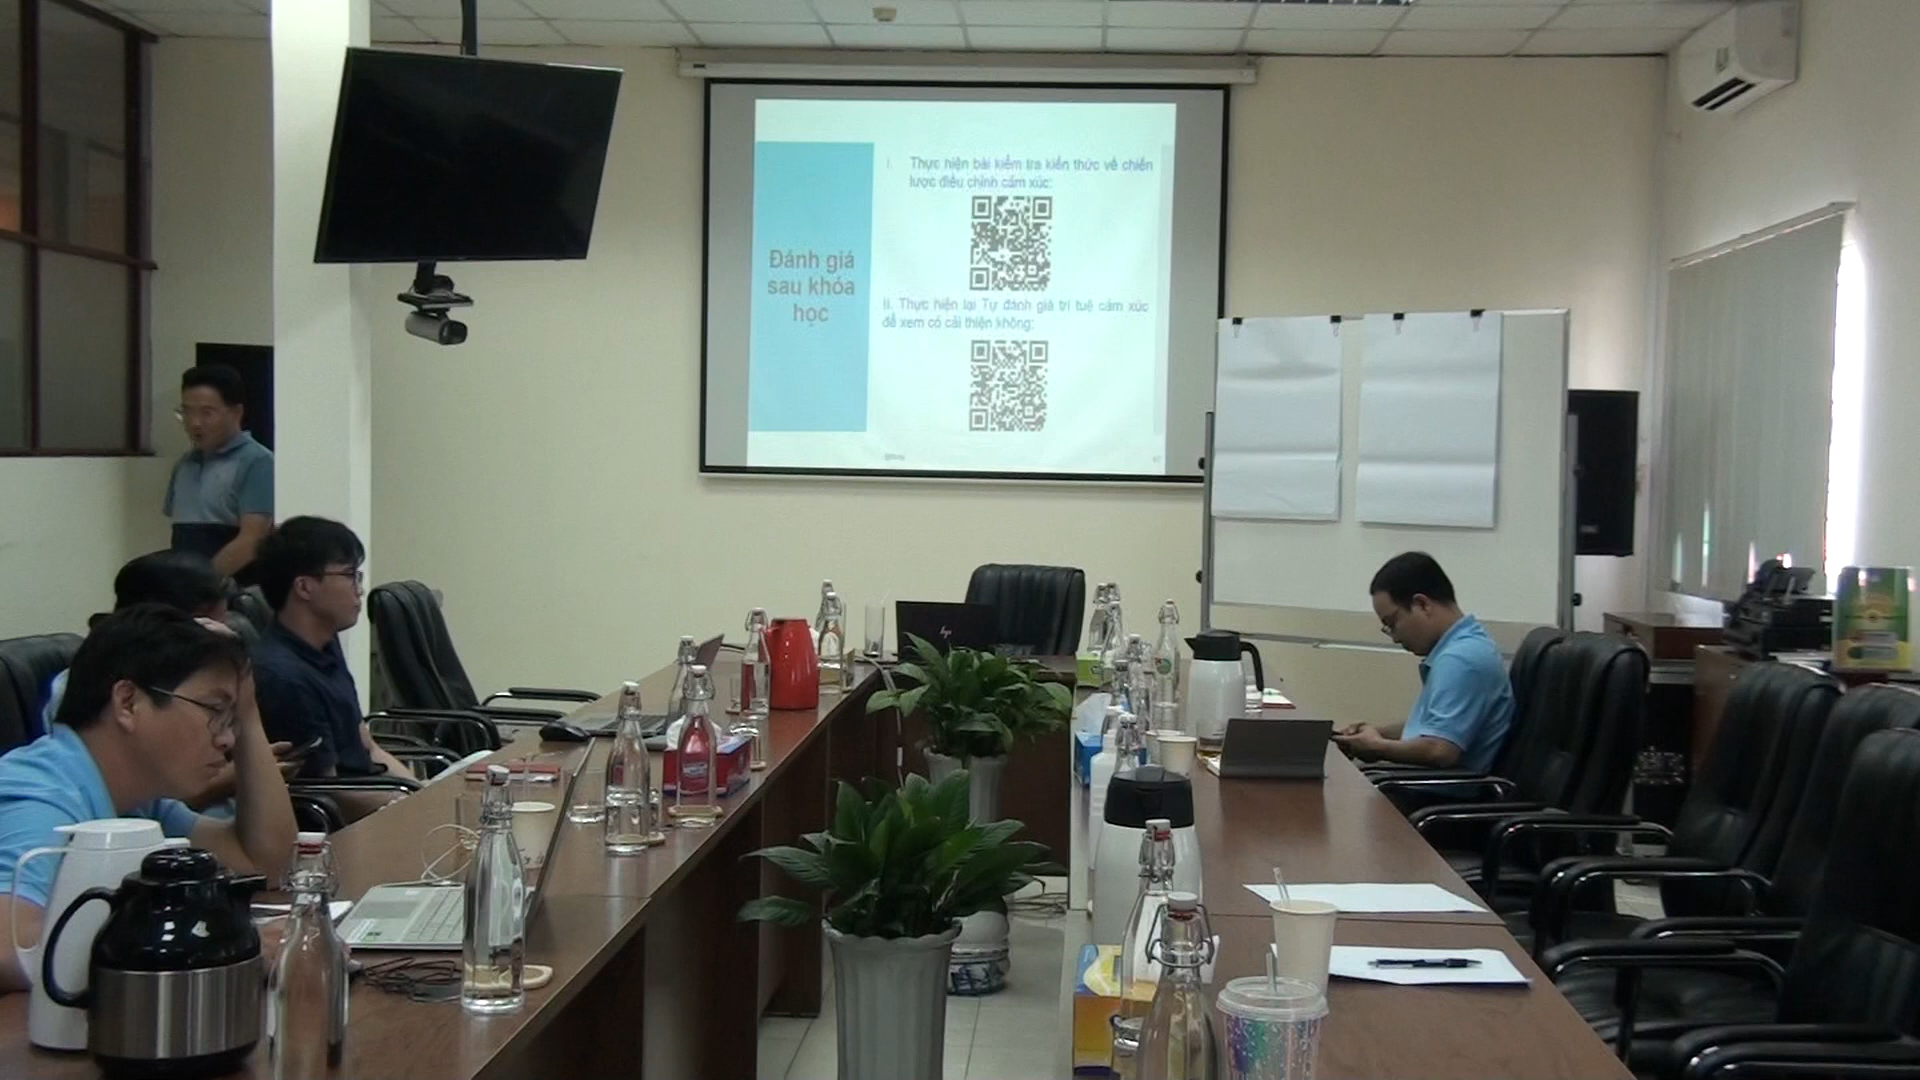 Đánh giá
sau khóa
học
i. Thực hiện bài kiểm tra kiến thức về chiến
lược điều chỉnh cảm xúc:
ii. Thực hiện lại Tự đánh giá trí tuệ cảm xúc
để xem có cải thiện không:
hp